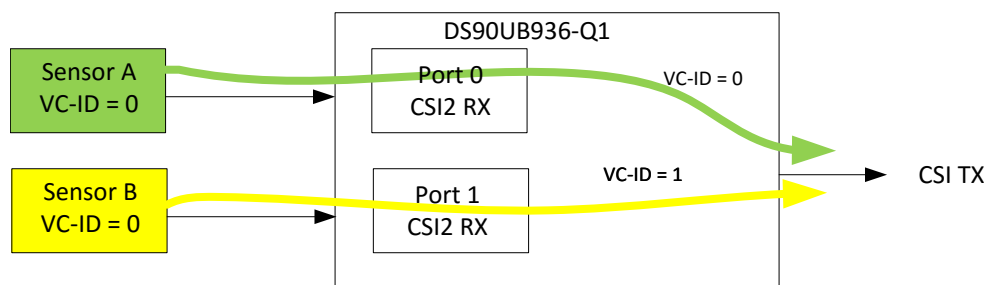 DS90UB936-Q1
Sensor A
VC-ID = 0
Port 0
CSI2 RX
VC-ID = 0
Sensor B
VC-ID = 0
Port 1
CSI2 RX
VC-ID = 1
CSI TX